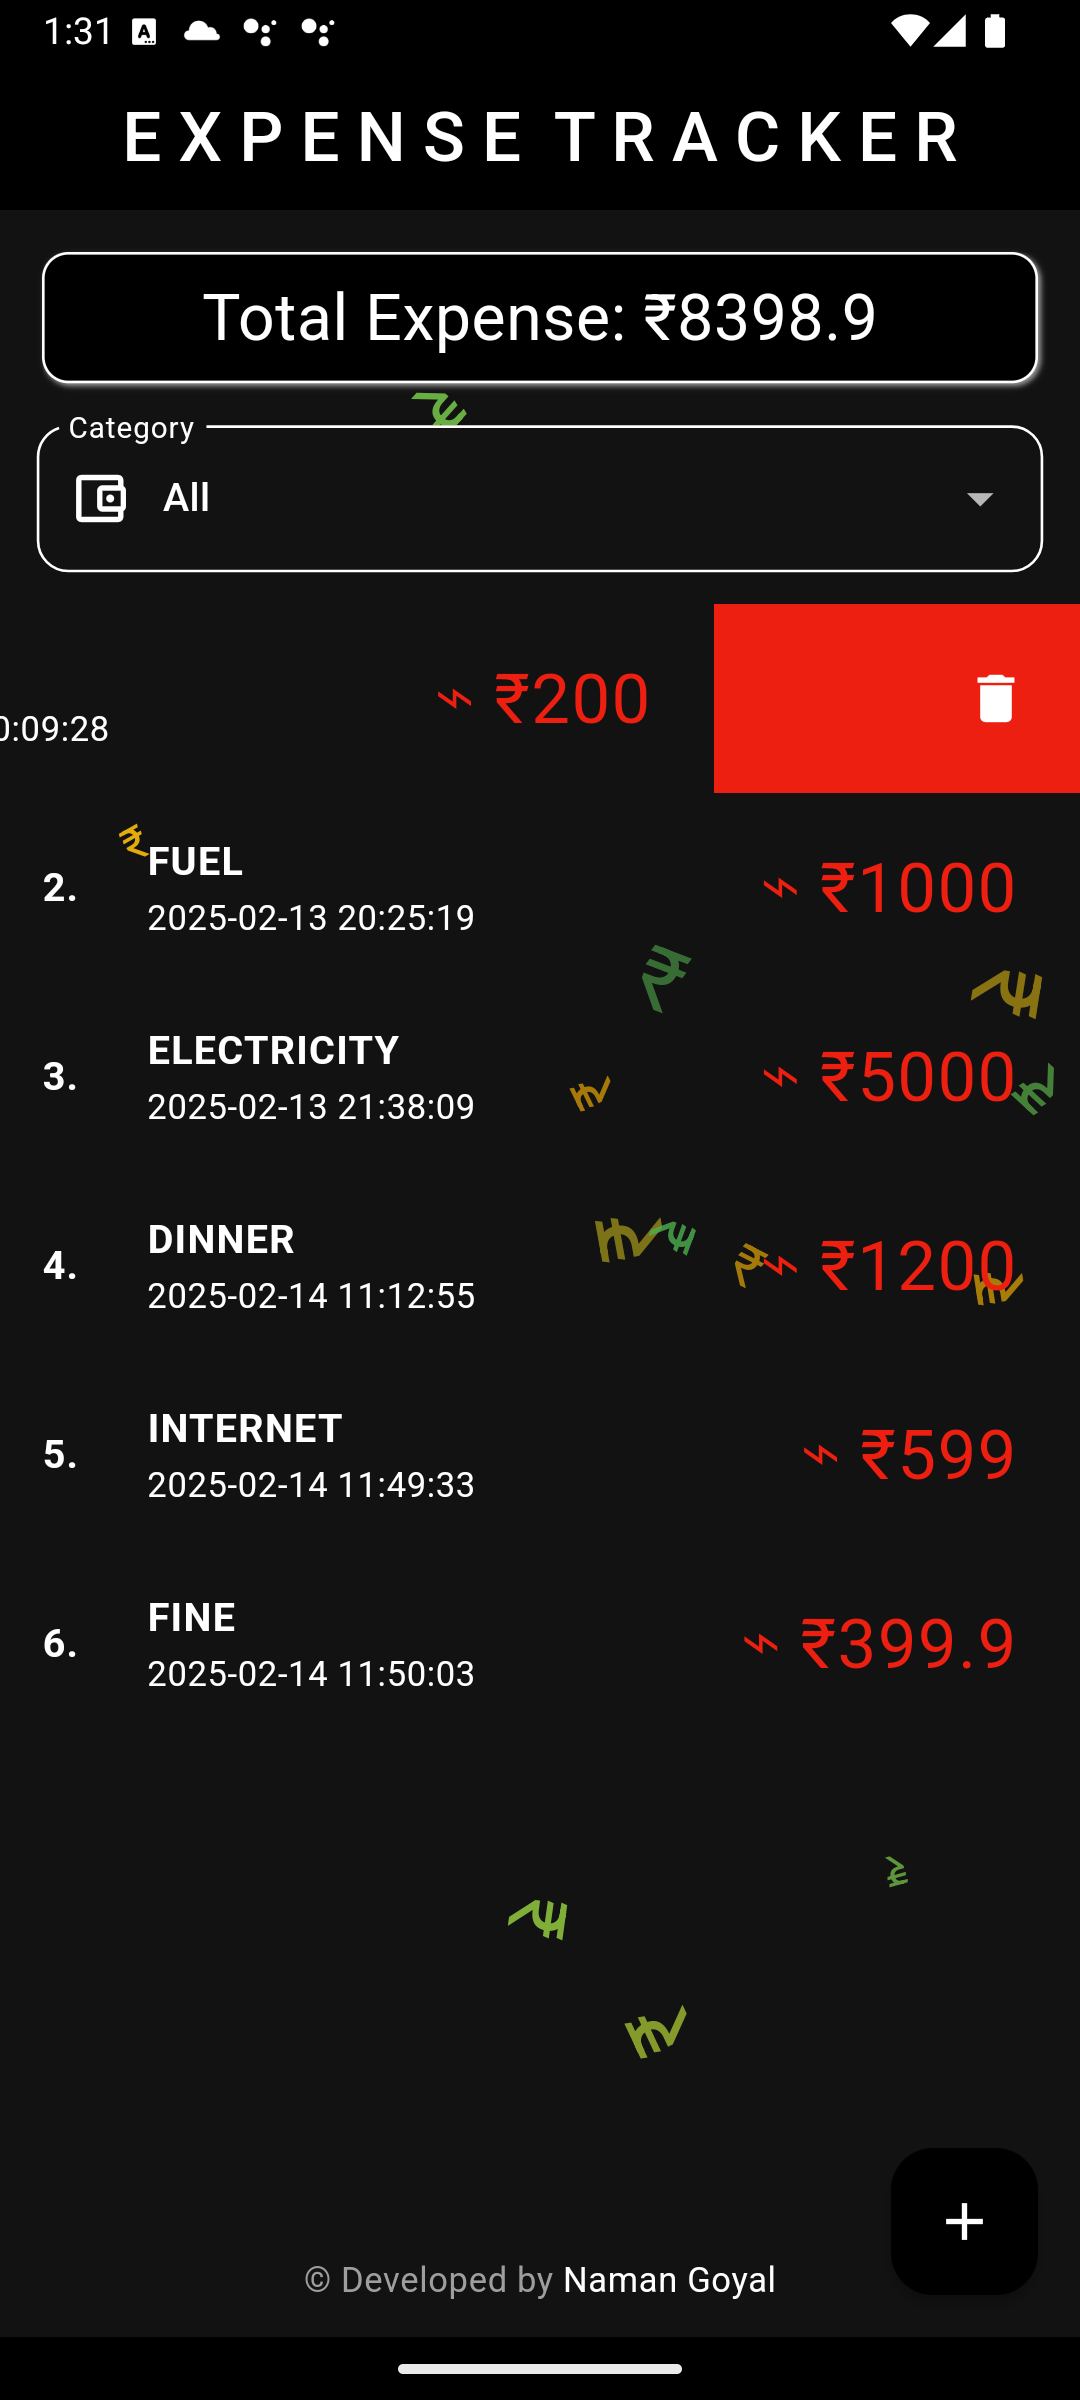 1:31
EXPENSE TRACKER
Total Expense: ₹8398.9
Category
All
0:09:28
₹200
2.
FUEL
2025-02-13 20:25:19
₹1000
3.
ELECTRICITY
2025-02-13 21:38:09
₹5000
4.
DINNER
2025-02-14 11:12:55
₹1200
5.
INTERNET
2025-02-14 11:49:33
₹599
6.
FINE
2025-02-14 11:50:03
₹399.9
© Developed by Naman Goyal